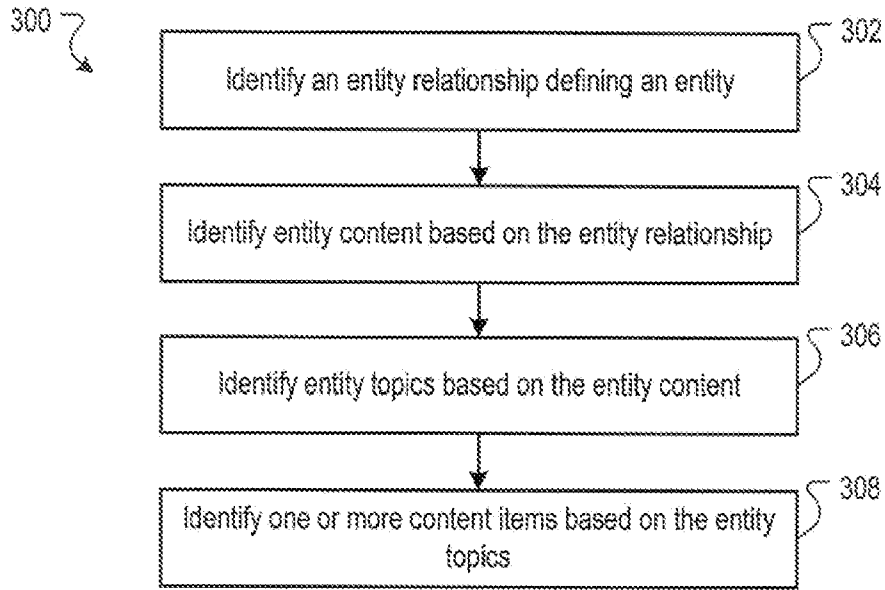 300
302
Identify an entity relationship defining an entity
304
Identify entity content based on the entity relationship
306
Identify entity topics based on the entity content
308
Identify one or more content items based on the entity
topics